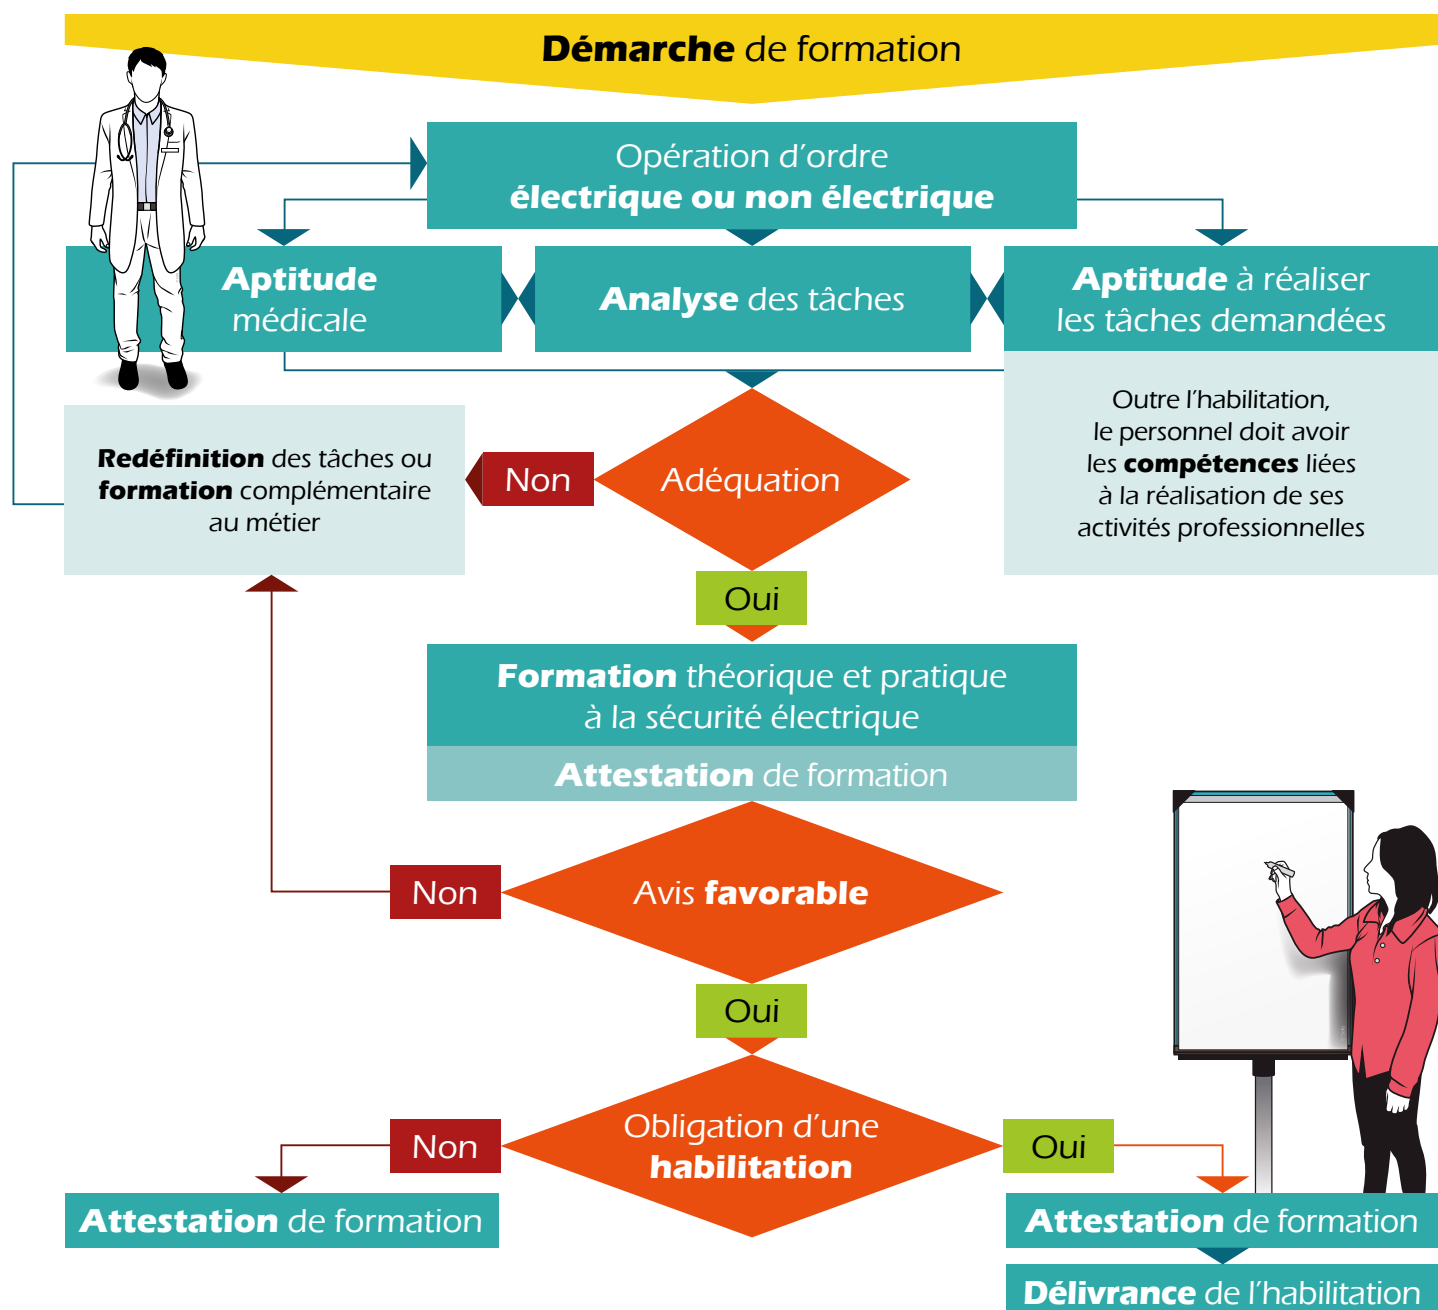 Démarche de formation
Opération d'ordre
électrique ou non électrique
Aptitude
médicale
Analyse des tâches
Aptitude à réaliser
les tâches demandées
Outre l'habilitation,
le personnel doit avoir
les compétences liées
à la réalisation de ses
activités professionnelles
Redéfinition des tâches ou
formation complémentaire
au métier
Non
Adéquation
Oui
Formation théorique et pratique
à la sécurité électrique
Attestation de formation
Non
Avis favorable
Oui
Non
Obligation d'une
habilitation
Oui
Attestation de formation
Attestation de formation
Délivrance de l'habilitation